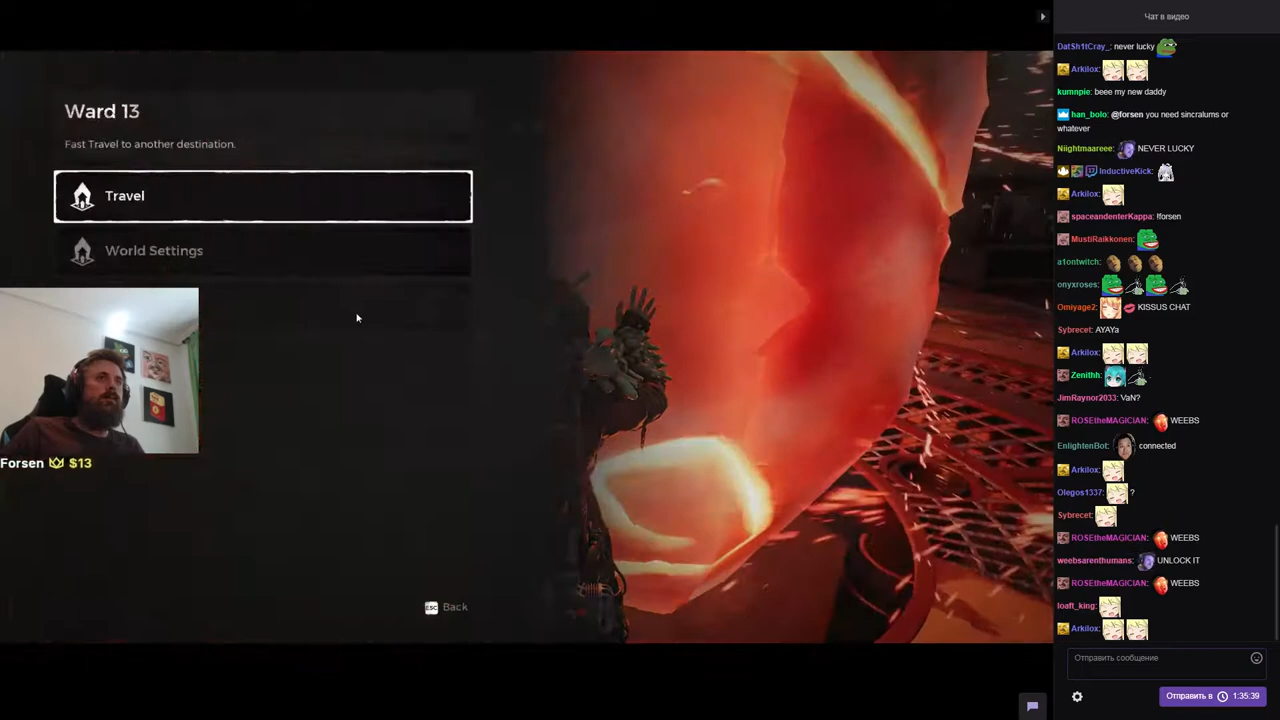 Ward 13
Fast Travel to another destination.
Travel
World Settings
Forsen $13
ESC Back
Чат в видео
DatSh1tCray_: never lucky
Arkilox:
kumnpie: beee my new daddy
han_bolo: @forsen you need sincralums or
whatever
Niightmaareee: NEVER LUCKY
InductiveKick:
Arkilox:
spaceandenterKappa: !forsen
MustiRaikkonen:
a1ontwitch:
onyxroses:
Omiyage2: KISSUS CHAT
Sybrecet: AYAYa
Arkilox:
Zenithh: .
JimRaynor2033: VaN?
ROSEtheMAGICIAN: WEEBS
EnlightenBot: connected
Arkilox:
Olegos1337: ?
Sybrecet:
ROSEtheMAGICIAN: WEEBS
weebsarenthumans: UNLOCK IT
ROSEtheMAGICIAN: WEEBS
loaft_king:
Arkilox:
Отправить сообщение
Отправить в 1:35:39